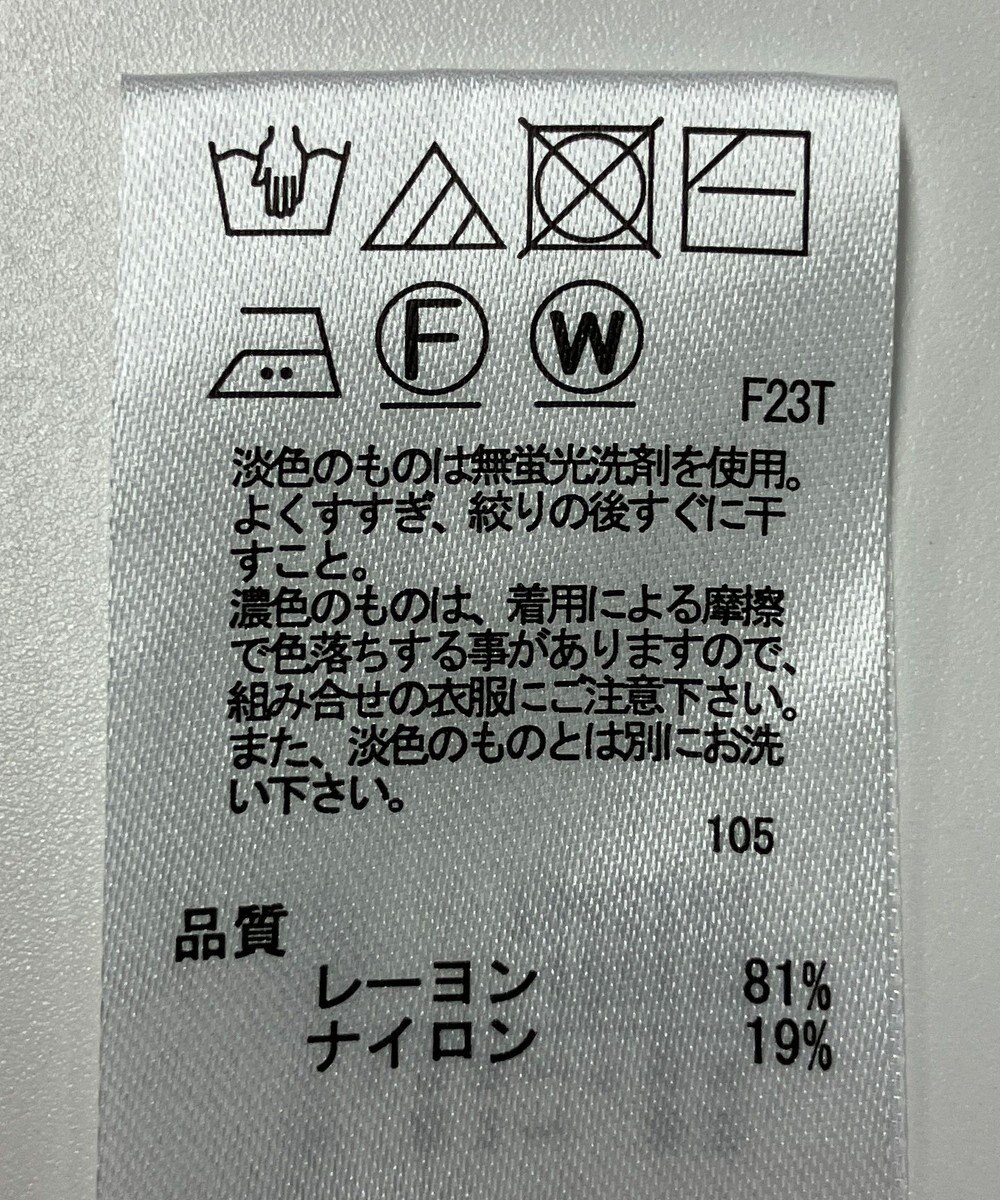 F
W
F23T
淡色のものは無蛍光洗剤を使用。
よくすすぎ、絞りの後すぐに干
すこと。
濃色のものは、着用による摩擦
で色落ちする事がありますので、
組み合せの衣服にご注意下さい。
また、淡色のものとは別にお洗
い下さい。
105
品質
レーヨン 81%
ナイロン 19%